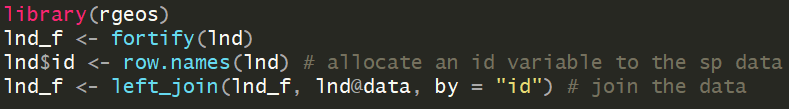 library(rgeos)
lnd_f <- fortify(lnd)
lnd$id <- row.names(lnd) # allocate an id variable to the sp data
lnd_f <- left_join(lnd_f, lnd@data, by = "id") # join the data